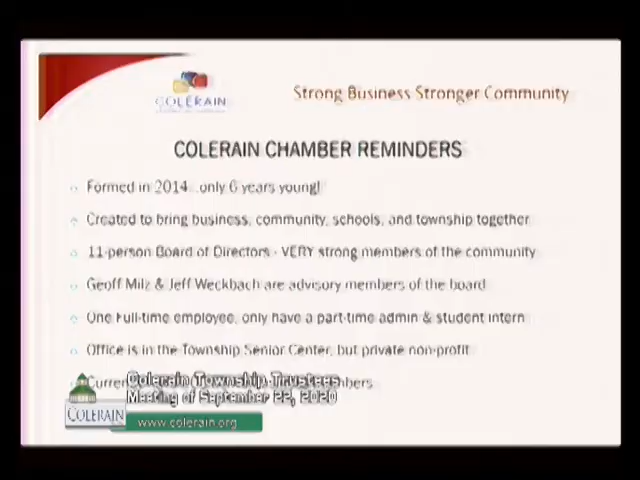 COLERAIN
Strong Business Stronger Community
COLERAIN CHAMBER REMINDERS
Formed in 2014...only 6 years young!
Created to bring business, community, schools, and township together
11-person Board of Directors - VERY strong members of the community
Geoff Milz & Jeff Weckbach are advisory members of the board
One Full-time employee, only have a part-time admin & student intern
Office is in the Township Senior Center, but private non-profit
Colerain Township Trustees
Meeting of September 22, 2020
COLERAIN
www.colerain.org